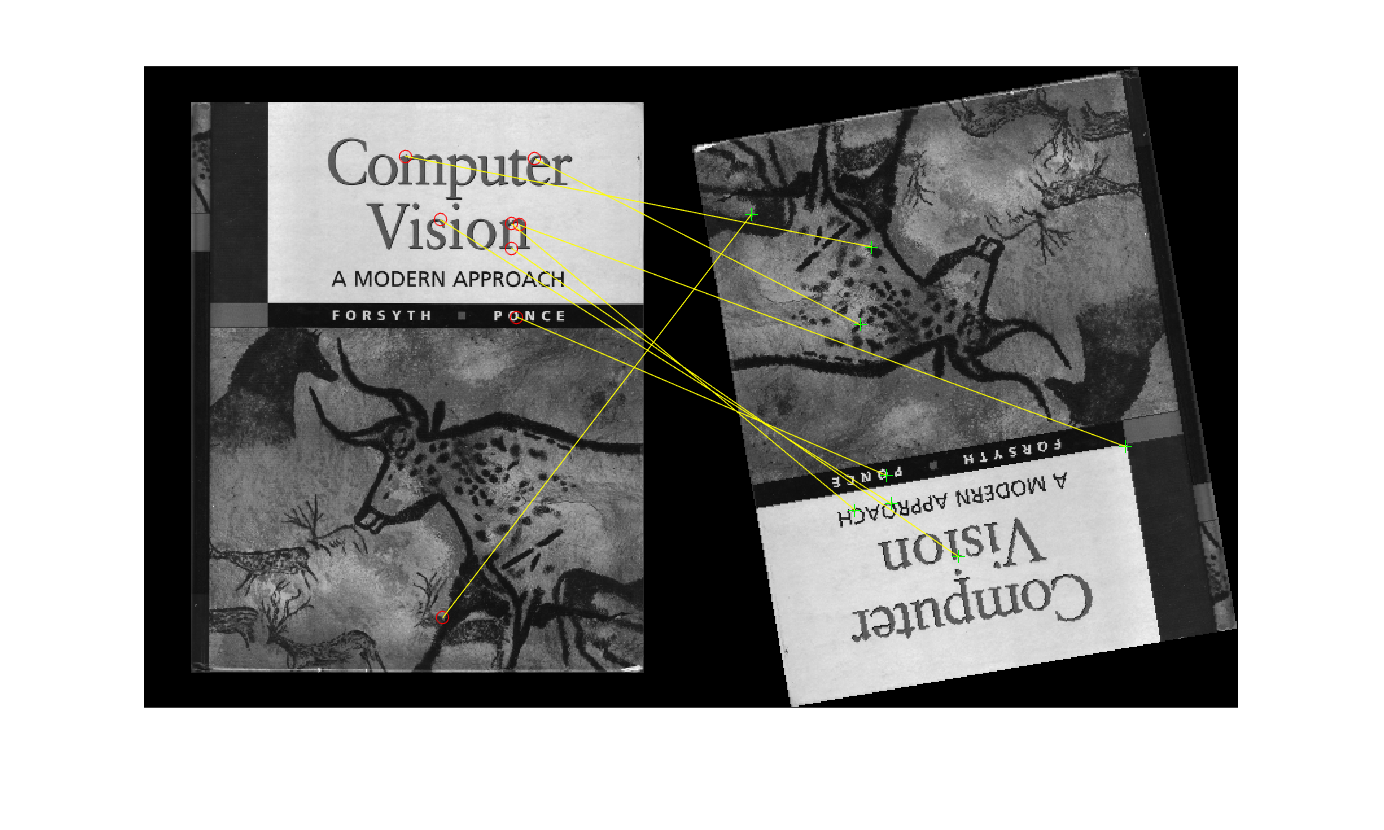 Computer
Vision
A MODERN APPROACH
FORSYTH PONCE
FORSYTH PONCE
A MODERN APPROACH
Vision
Computer